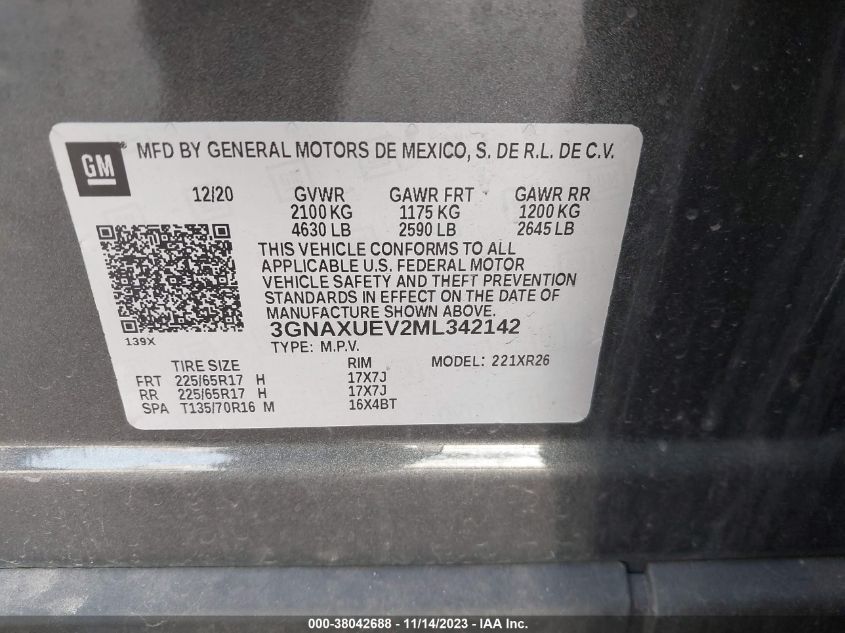 GM
MFD BY GENERAL MOTORS DE MEXICO, S. DE R.L. DE C.V.
12/20 GVWR GAWR FRT GAWR RR
2100 KG 1175 KG 1200 KG
4630 LB 2590 LB 2645 LB
THIS VEHICLE CONFORMS TO ALL
APPLICABLE U.S. FEDERAL MOTOR
VEHICLE SAFETY AND THEFT PREVENTION
STANDARDS IN EFFECT ON THE DATE OF
MANUFACTURE SHOWN ABOVE.
3GNAXUEV2ML342142
139X
TYPE: M.P.V.
TIRE SIZE RIM MODEL: 221XR26
FRT 225/65R17 H 17X7J
RR 225/65R17 H 17X7J
SPA T135/70R16 M 16X4BT
000-38042688 - 11/14/2023 - IAA Inc.